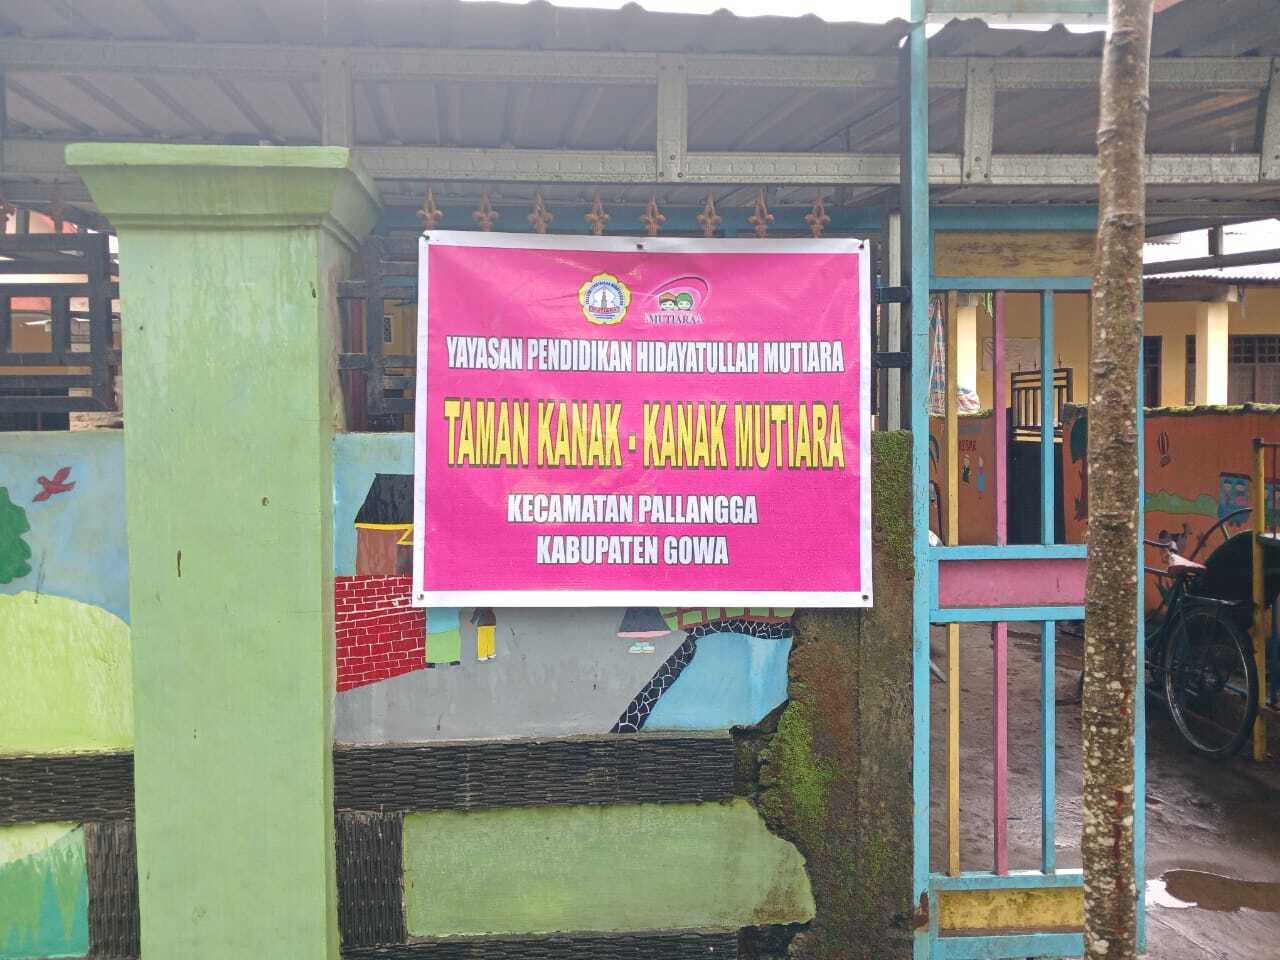 MUTIARA
YAYASAN PENDIDIKAN HIDAYATULLAH MUTIARA
TAMAN KANAK - KANAK MUTIARA
KECAMATAN PALLANGGA
KABUPATEN GOWA